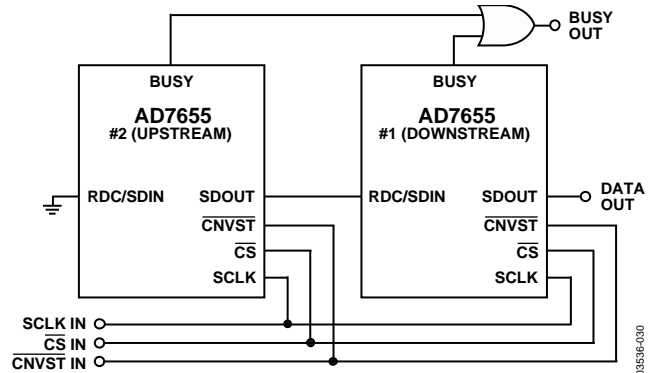 BUSY
OUT
BUSY
BUSY
AD7655
#2 (UPSTREAM)
AD7655
#1 (DOWNSTREAM)
RDC/SDIN
SDOUT
CNVST
CS
SCLK
RDC/SDIN
SDOUT
CNVST
CS
SCLK
DATA
OUT
SCLK IN
CS IN
CNVST IN
03536-030